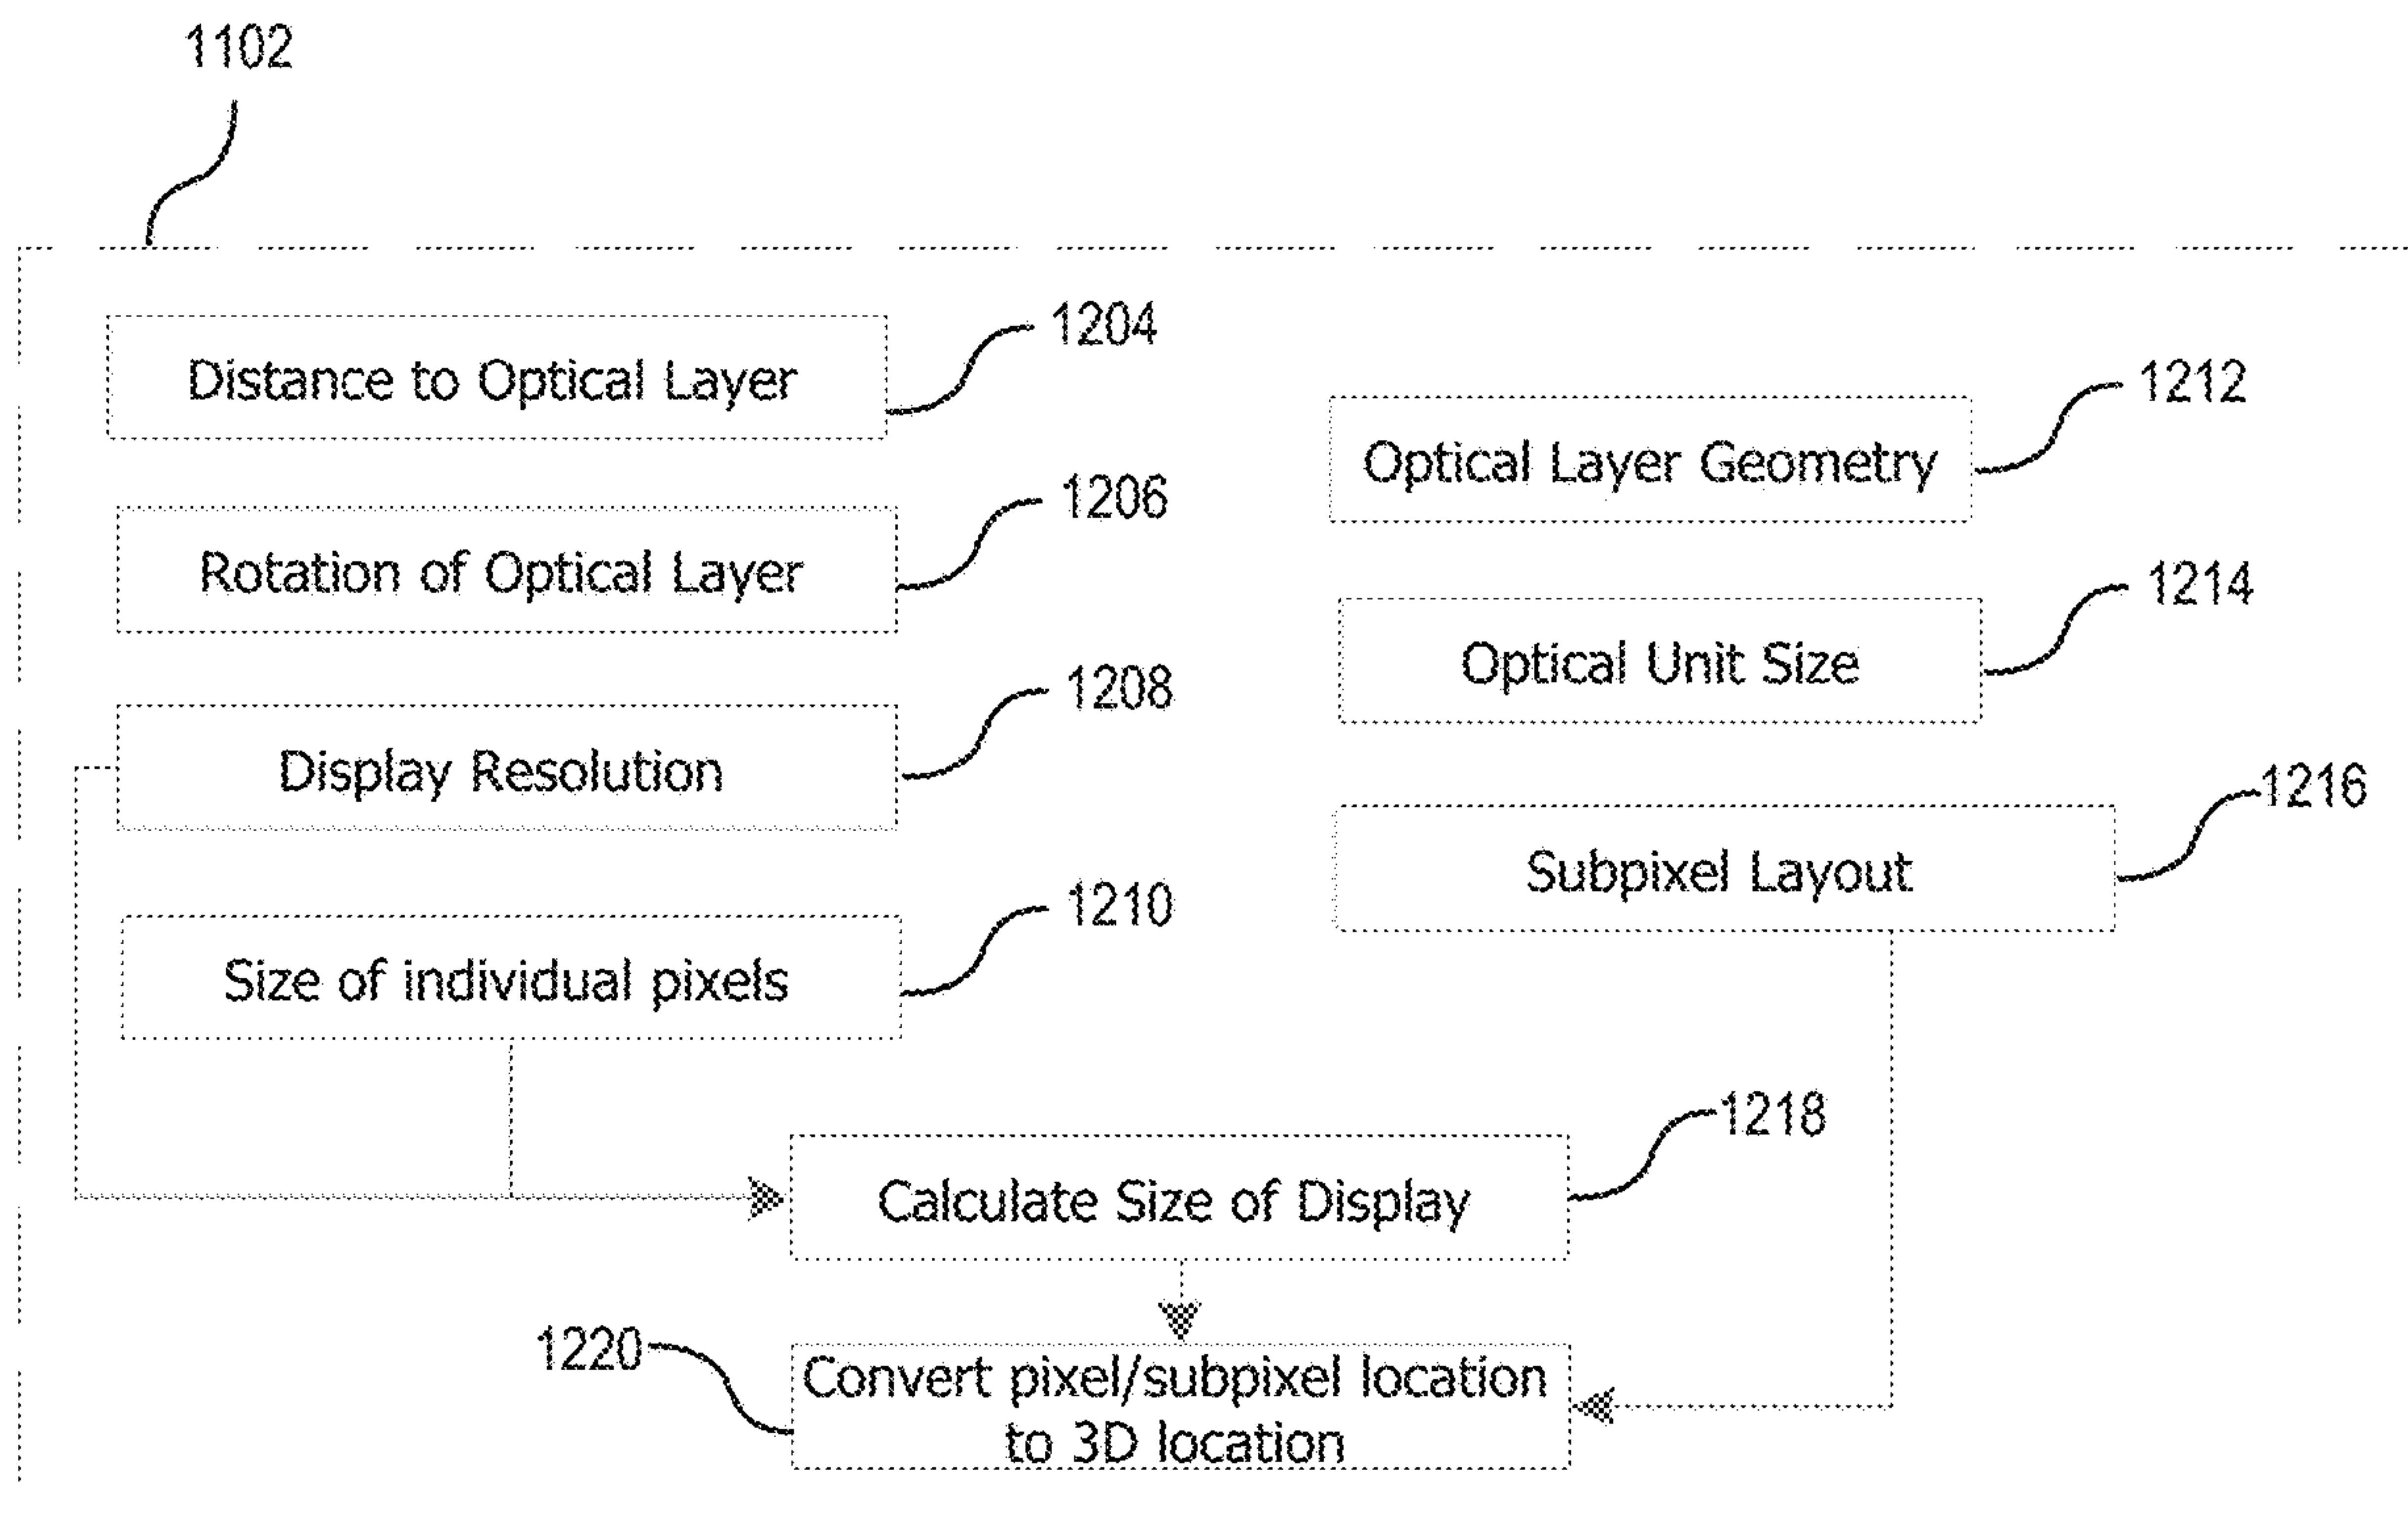 1102
Distance to Optical Layer
1204
Rotation of Optical Layer
1206
Display Resolution
1208
Size of individual pixels
1210
Optical Layer Geometry
1212
Optical Unit Size
1214
Subpixel Layout
1216
Calculate Size of Display
1218
1220
Convert pixel/subpixel location
to 3D location